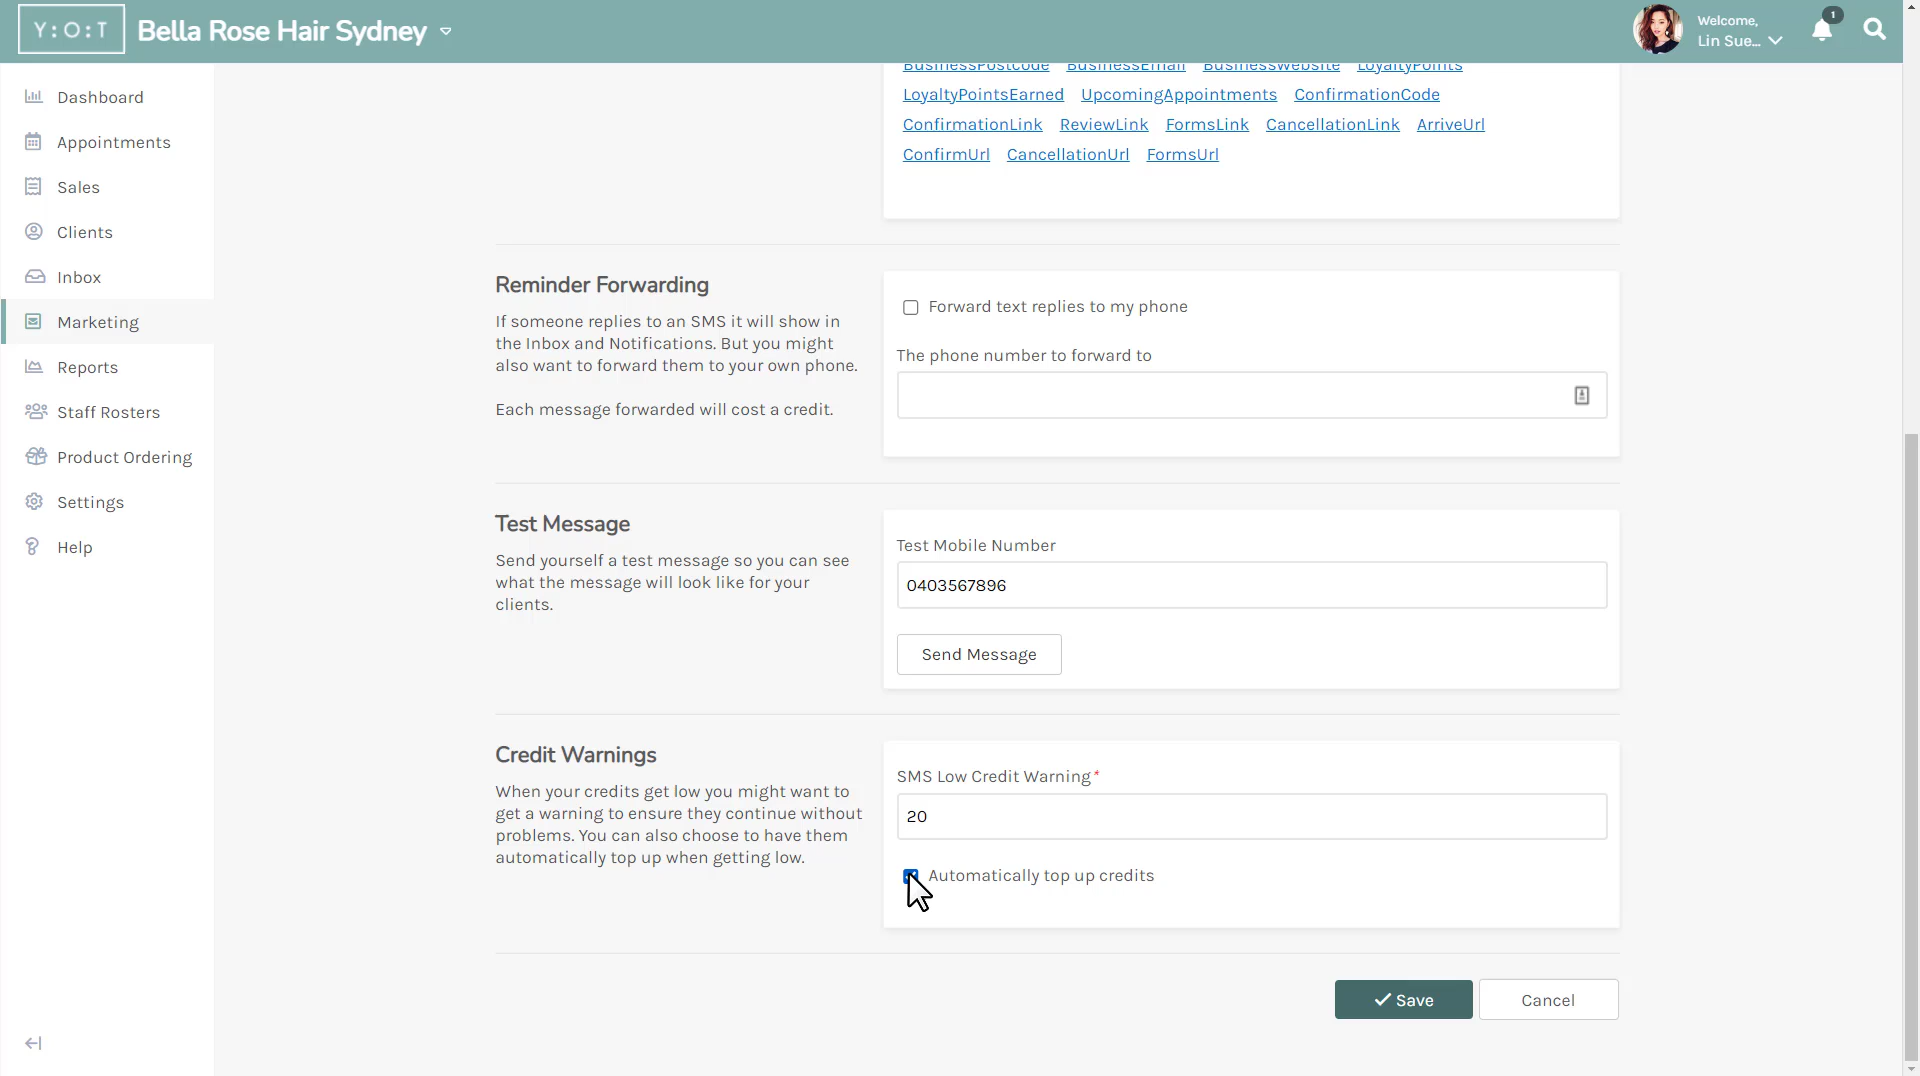 Y:O:T Bella Rose Hair Sydney
Welcome,
Lin Sue...
1
Dashboard
Appointments
Sales
Clients
Inbox
Marketing
Reports
Staff Rosters
Product Ordering
Settings
Help
BusinessPostcode BusinessEmail BusinessWebsite LoyaltyPoints
LoyaltyPointsEarned UpcomingAppointments ConfirmationCode
ConfirmationLink ReviewLink FormsLink CancellationLink ArriveUrl
ConfirmUrl CancellationUrl FormsUrl
Reminder Forwarding
If someone replies to an SMS it will show in
the Inbox and Notifications. But you might
also want to forward them to your own phone.
Each message forwarded will cost a credit.
Forward text replies to my phone
The phone number to forward to
Test Message
Send yourself a test message so you can see
what the message will look like for your
clients.
Test Mobile Number
0403567896
Send Message
Credit Warnings
When your credits get low you might want to
get a warning to ensure they continue without
problems. You can also choose to have them
automatically top up when getting low.
SMS Low Credit Warning*
20
Automatically top up credits
Save
Cancel